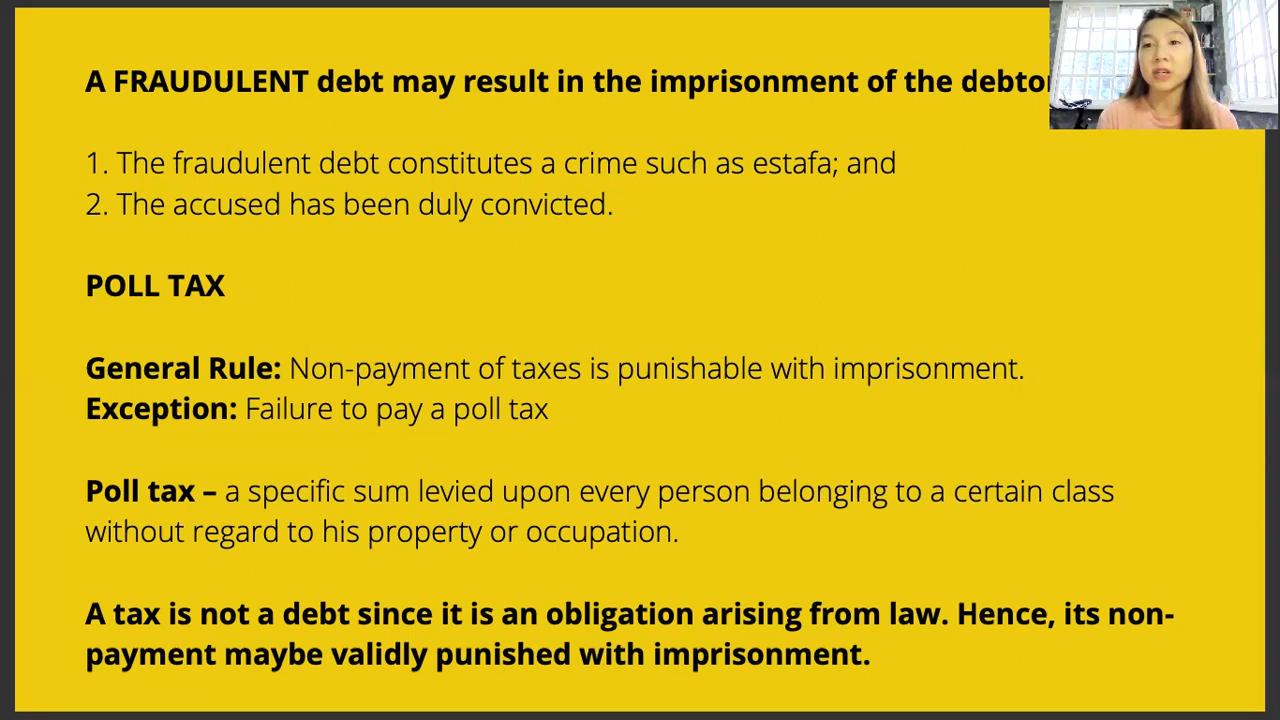 A FRAUDULENT debt may result in the imprisonment of the debtor
1. The fraudulent debt constitutes a crime such as estafa; and
2. The accused has been duly convicted.
POLL TAX
General Rule: Non-payment of taxes is punishable with imprisonment.
Exception: Failure to pay a poll tax
Poll tax – a specific sum levied upon every person belonging to a certain class
without regard to his property or occupation.
A tax is not a debt since it is an obligation arising from law. Hence, its non-
payment maybe validly punished with imprisonment.